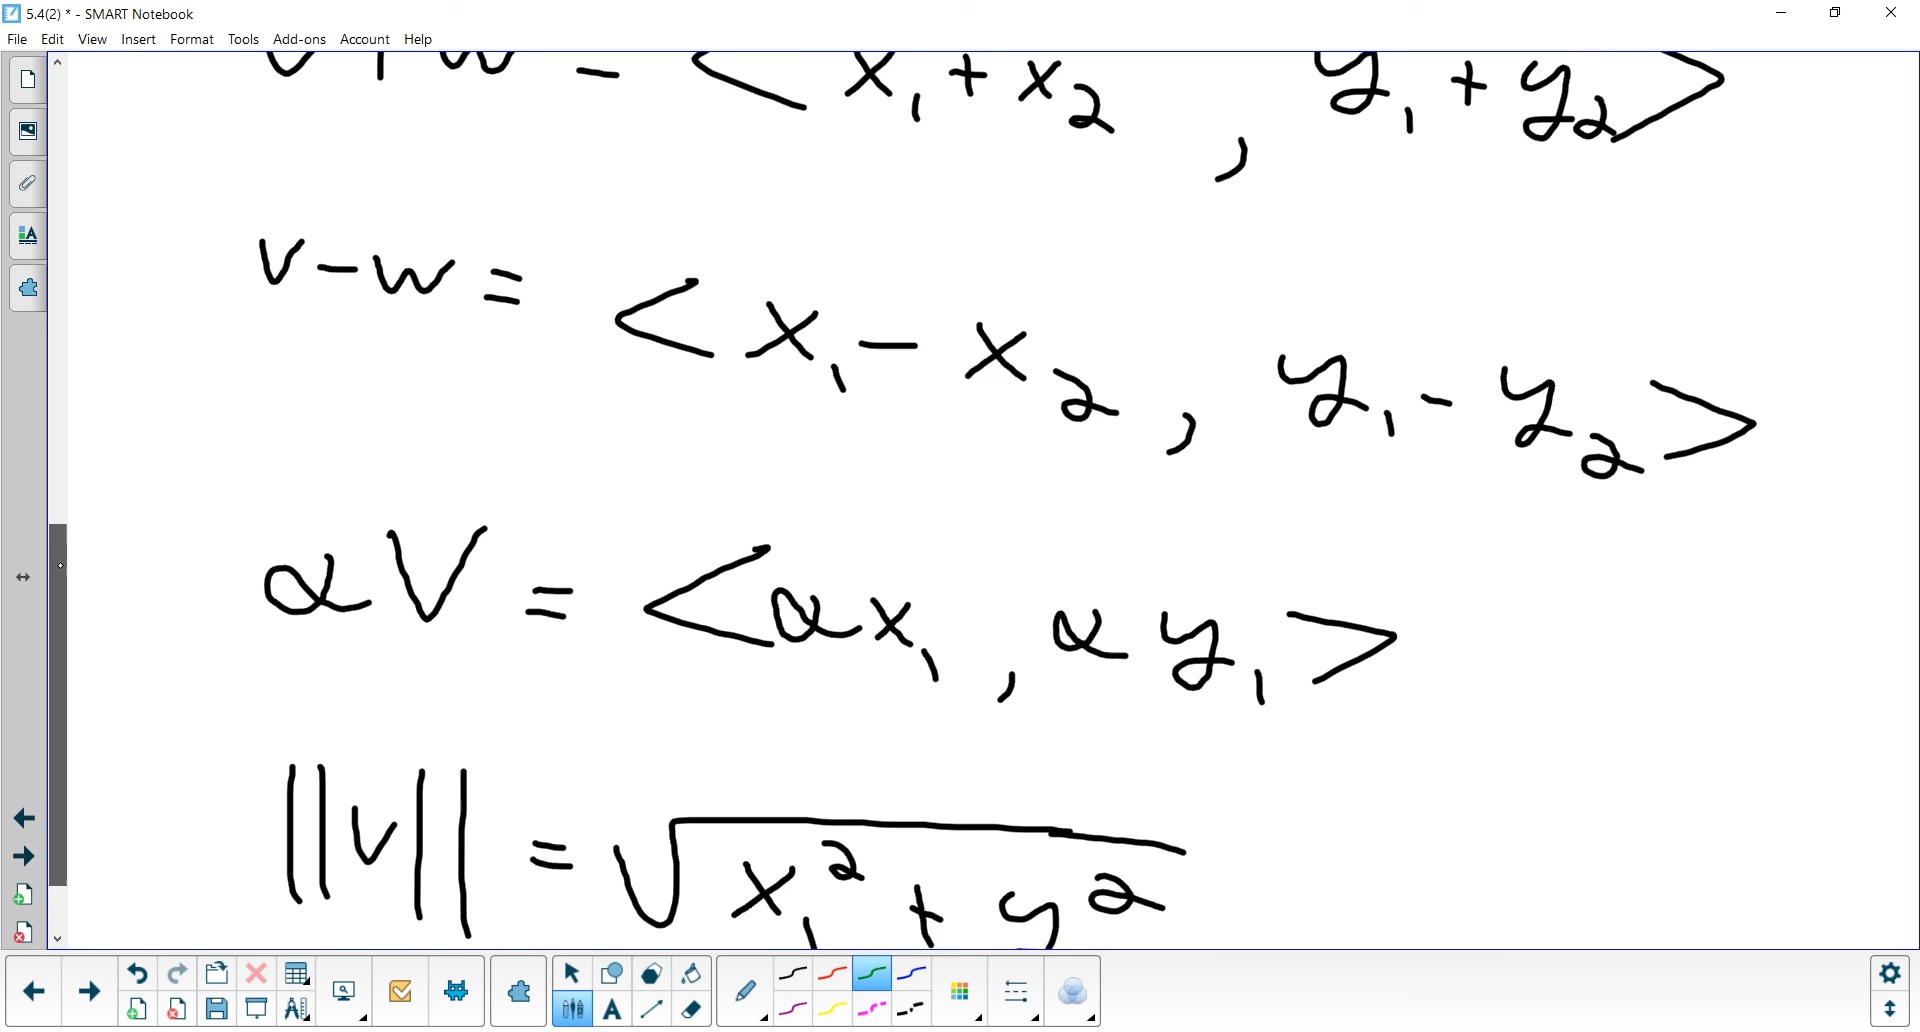 5.4(2) * - SMART Notebook
File Edit View Insert Format Tools Add-ons Account Help
v + w = < x₁ + x₂ , y₁ + y₂ >
v - w = < x₁ - x₂ , y₁ - y₂ >
αV = < αx₁ , αy₁ >
||v|| = √x₁² + y²